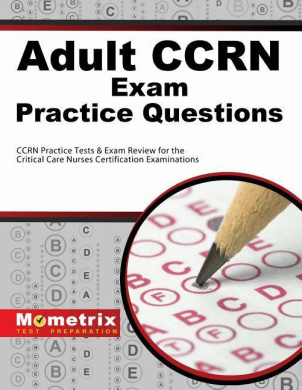 Adult CCRN
Exam
Practice Questions
CCRN Practice Tests & Exam Review for the
Critical Care Nurses Certification Examinations
Mometrix
TEST PREPARATION